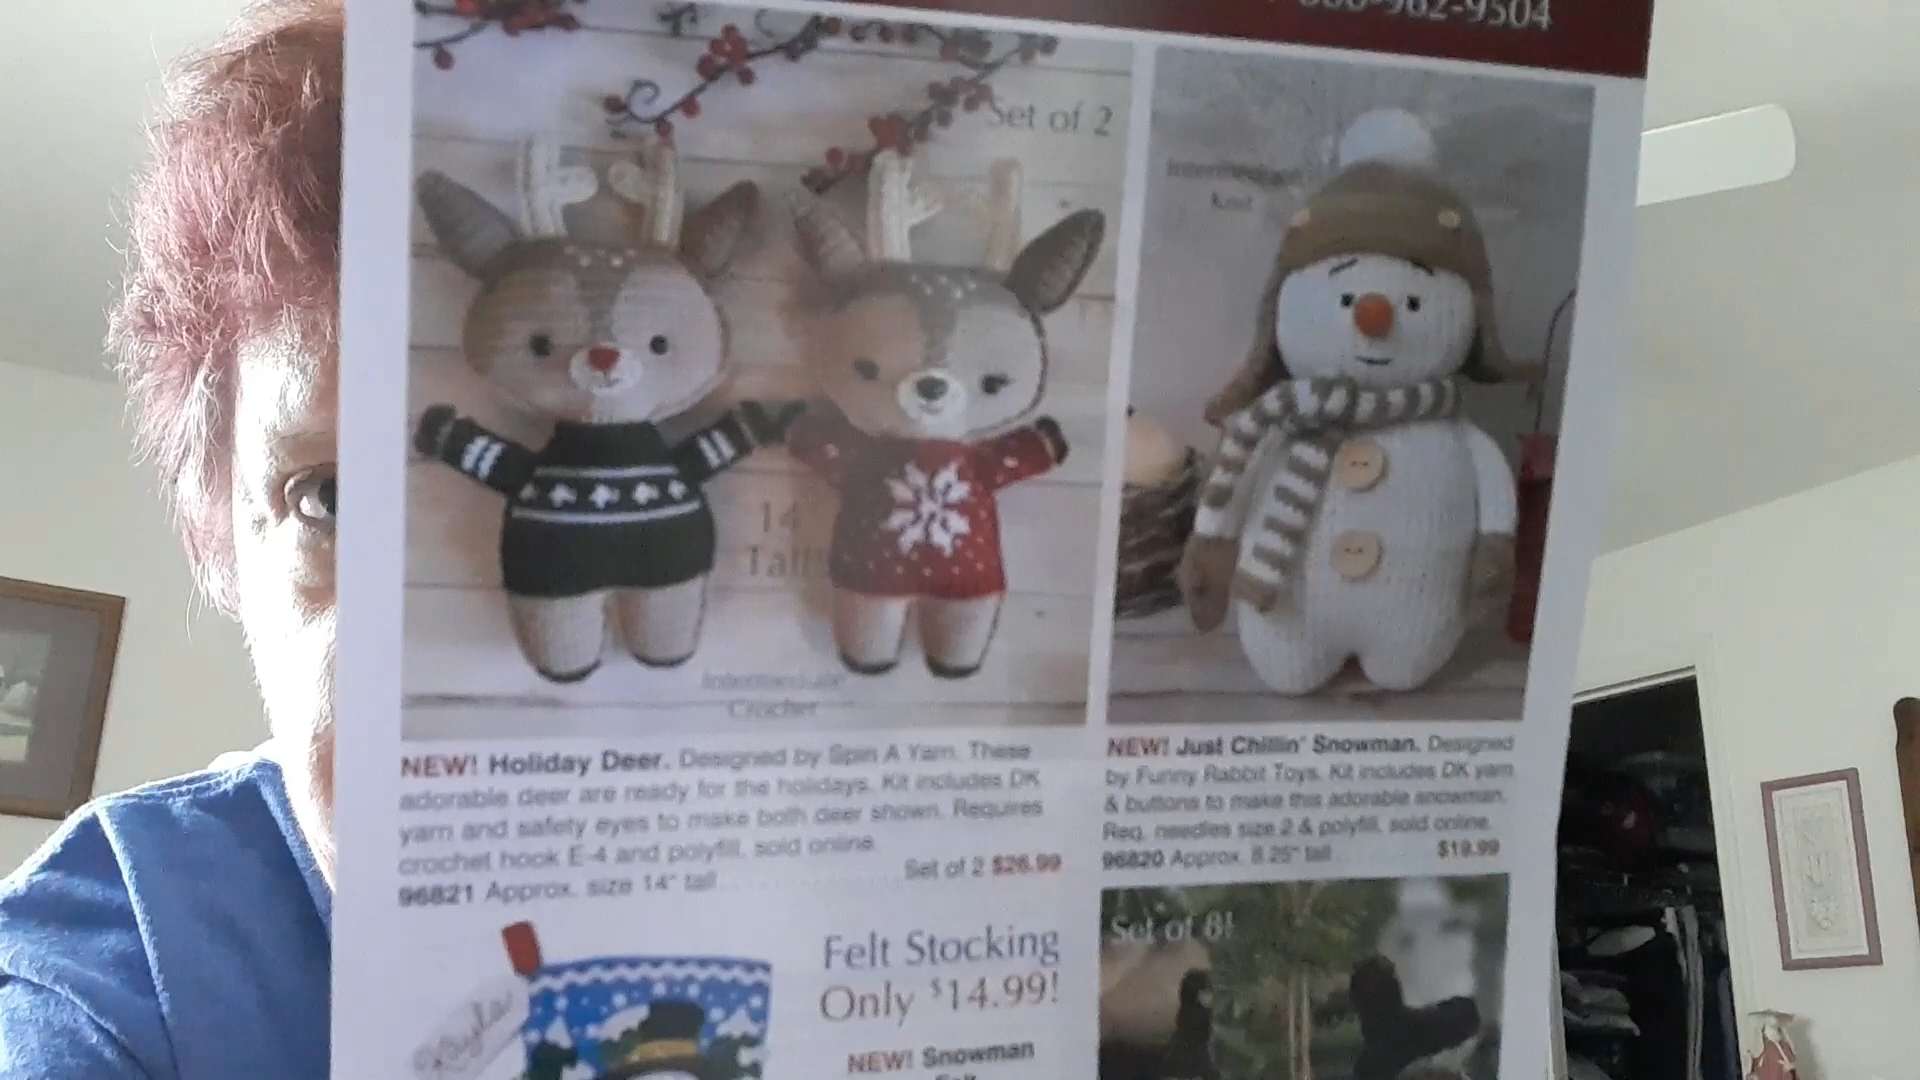 962-9504
Set of 2
14"
Tall!
Intermediate
Crochet
NEW! Holiday Deer. Designed by Spin A Yarn. These
adorable deer are ready for the holidays. Kit includes DK
yarn and safety eyes to make both deer shown. Requires
crochet hook E-4 and polyfill, sold online.
96821 Approx. size 14" tall ............ Set of 2 $26.99
Intermediate
Knit
NEW! Just Chillin' Snowman. Designed
by Funny Rabbit Toys. Kit includes DK yarn
& buttons to make this adorable snowman.
Req. needles size 2 & polyfill, sold online.
96820 Approx. 8.25" tall ............ $19.99
Kayla
Felt Stocking
Only $14.99!
NEW! Snowman
Felt
Set of 6!